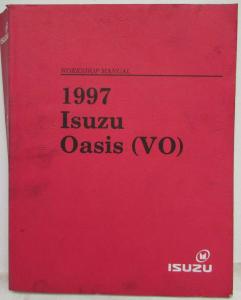 WORKSHOP MANUAL
1997
Isuzu
Oasis (VO)
ISUZU